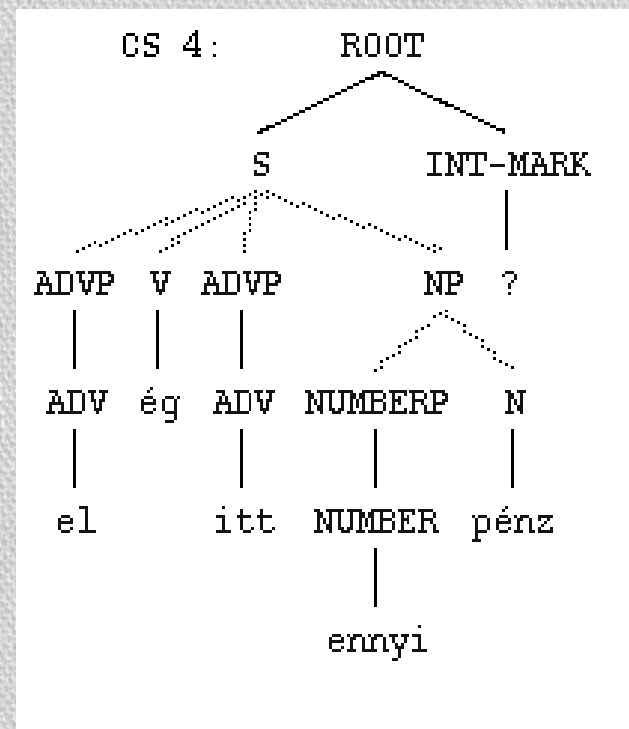 CS 4: ROOT
S INT-MARK
ADVP V ADVP NP ?
ADV ég ADV NUMBERP N
el itt NUMBER pénz
ennyi